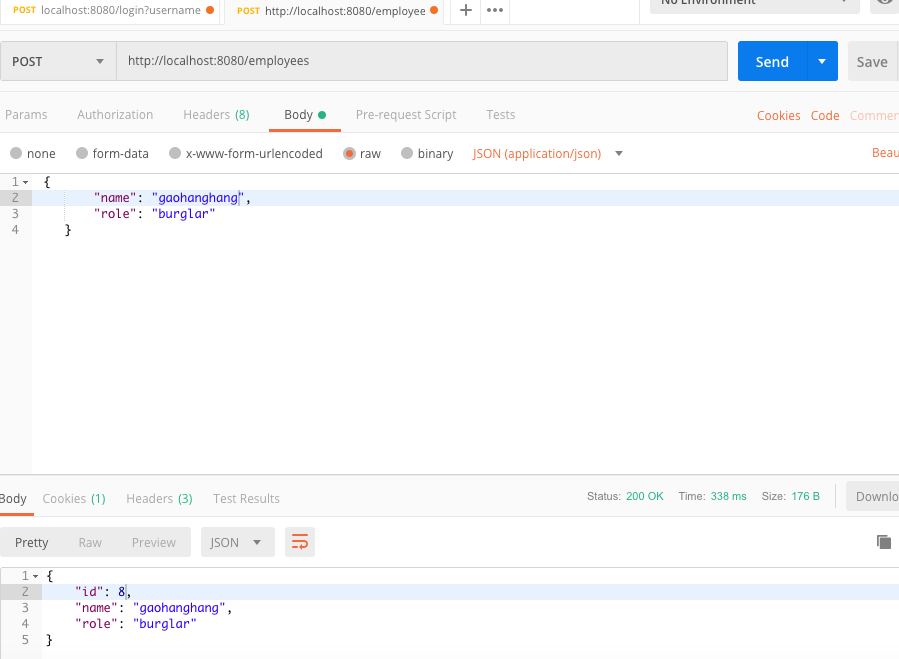 POST localhost:8080/login?username POST http://localhost:8080/employee + ••• No Environment
POST http://localhost:8080/employees Send Save
Params Authorization Headers (8) Body Pre-request Script Tests Cookies Code Commen
none form-data x-www-form-urlencoded raw binary JSON (application/json) Beau
1 {
2 "name": "gaohanghang",
3 "role": "burglar"
4 }
Body Cookies (1) Headers (3) Test Results Status: 200 OK Time: 338 ms Size: 176 B Downlo
Pretty Raw Preview JSON
1 {
2 "id": 8,
3 "name": "gaohanghang",
4 "role": "burglar"
5 }